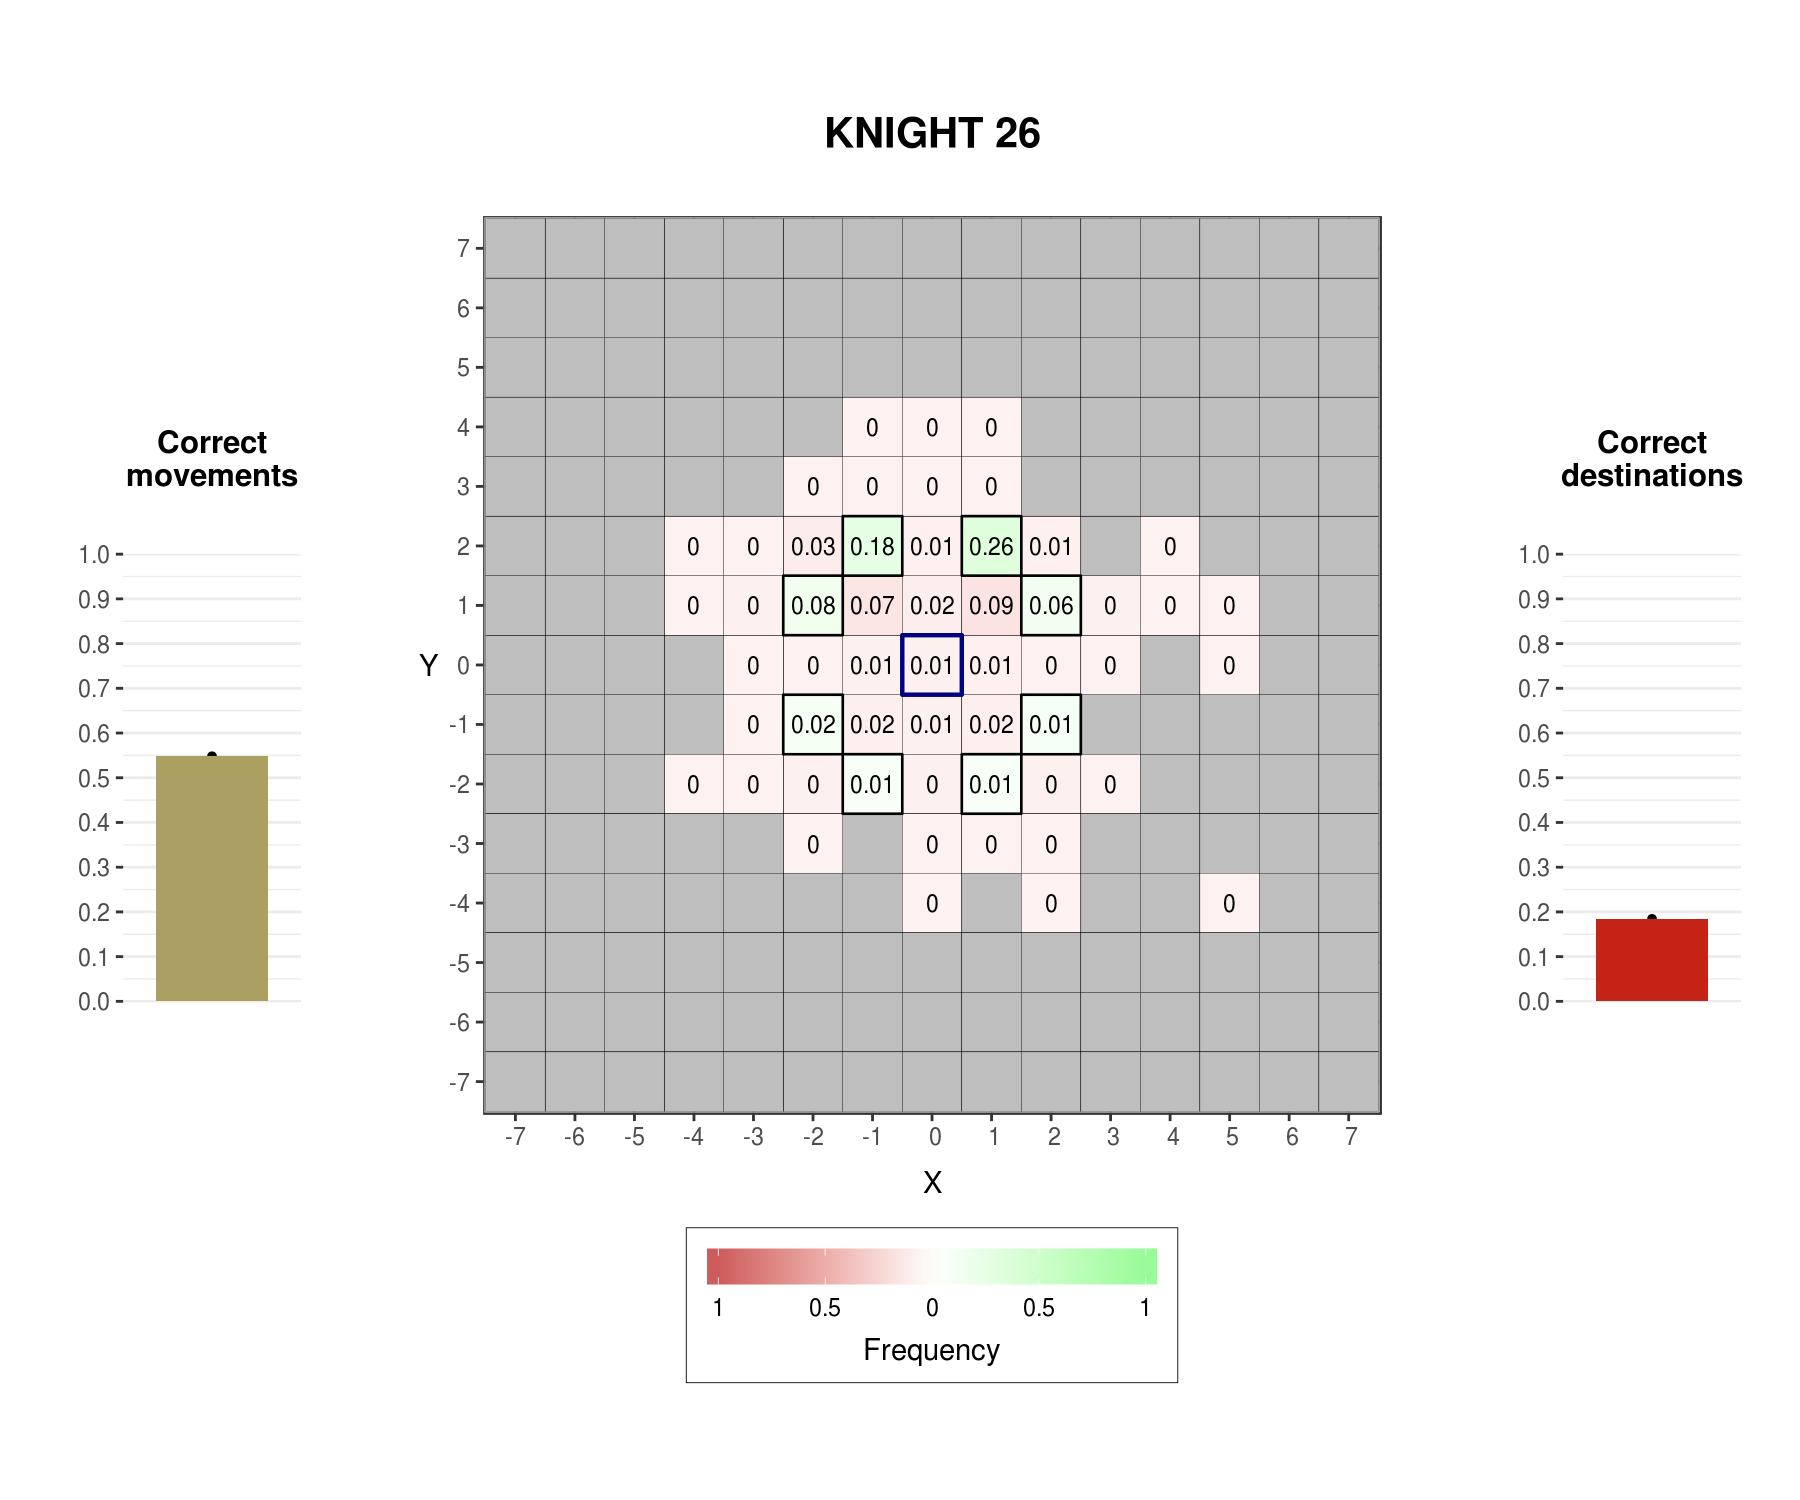 KNIGHT 26
Correct
movements
1.0
0.9
0.8
0.7
0.6
0.5
0.4
0.3
0.2
0.1
0.0
Y
7
6
5
4 0 0 0
3 0 0 0 0
2 0 0 0.03 0.18 0.01 0.26 0.01 0
1 0 0 0.08 0.07 0.02 0.09 0.06 0 0 0
0 0 0 0.01 0.01 0.01 0 0 0
-1 0 0.02 0.02 0.01 0.02 0.01
-2 0 0 0 0.01 0 0.01 0 0
-3 0 0 0 0
-4 0 0 0
-5
-6
-7
-7 -6 -5 -4 -3 -2 -1 0 1 2 3 4 5 6 7
X
1 0.5 0 0.5 1
Frequency
Correct
destinations
1.0
0.9
0.8
0.7
0.6
0.5
0.4
0.3
0.2
0.1
0.0